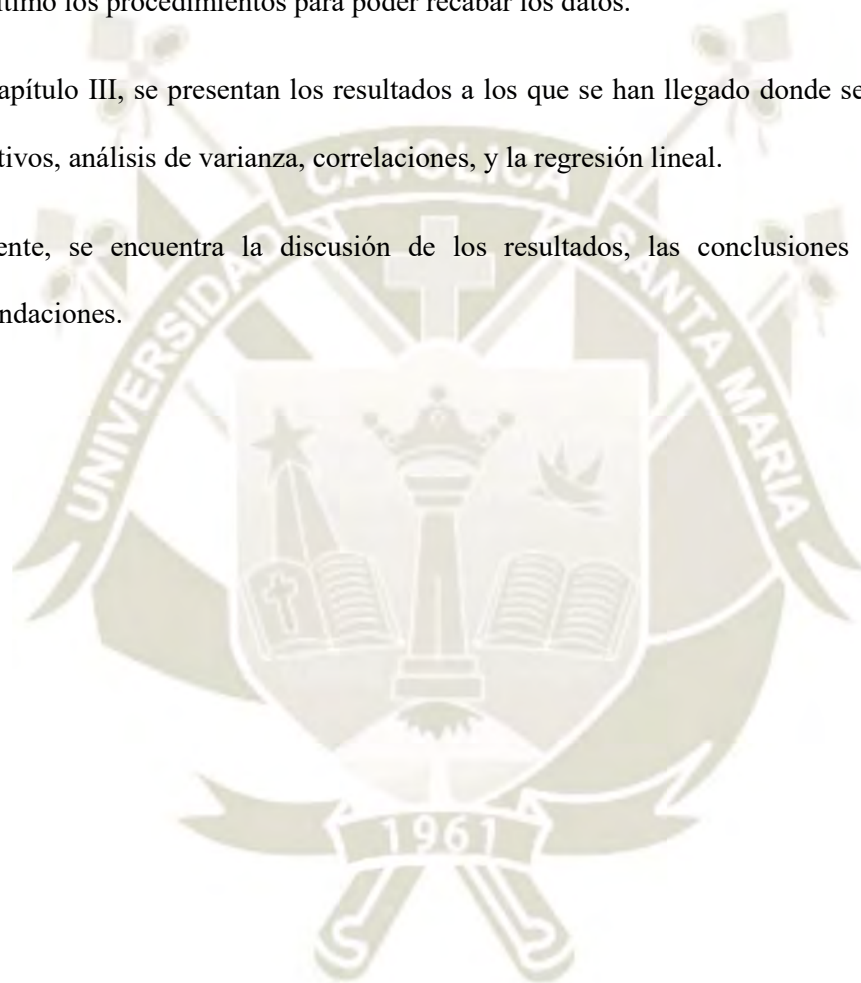 ltimo los procedimientos para poder recabar los datos.
apítulo III, se presentan los resultados a los que se han llegado donde se
tivos, análisis de varianza, correlaciones, y la regresión lineal.
ente, se encuentra la discusión de los resultados, las conclusiones
ndaciones.
UNIVERSIDAD CATOLICA SANTA MARIA
1961